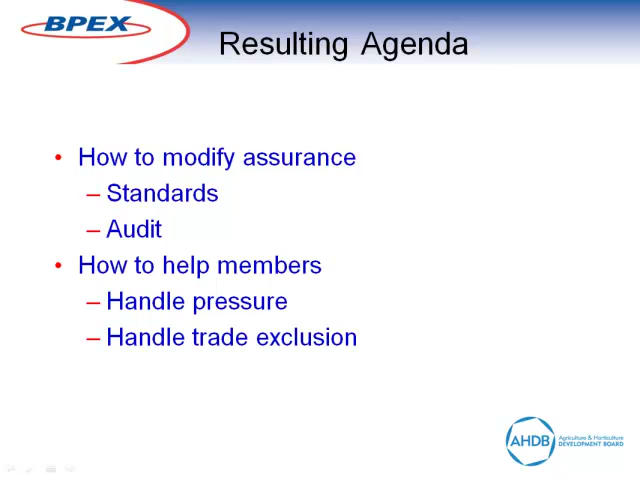 BPEX
Resulting Agenda
• How to modify assurance
– Standards
– Audit
• How to help members
– Handle pressure
– Handle trade exclusion
AHDB
Agriculture & Horticulture
DEVELOPMENT BOARD